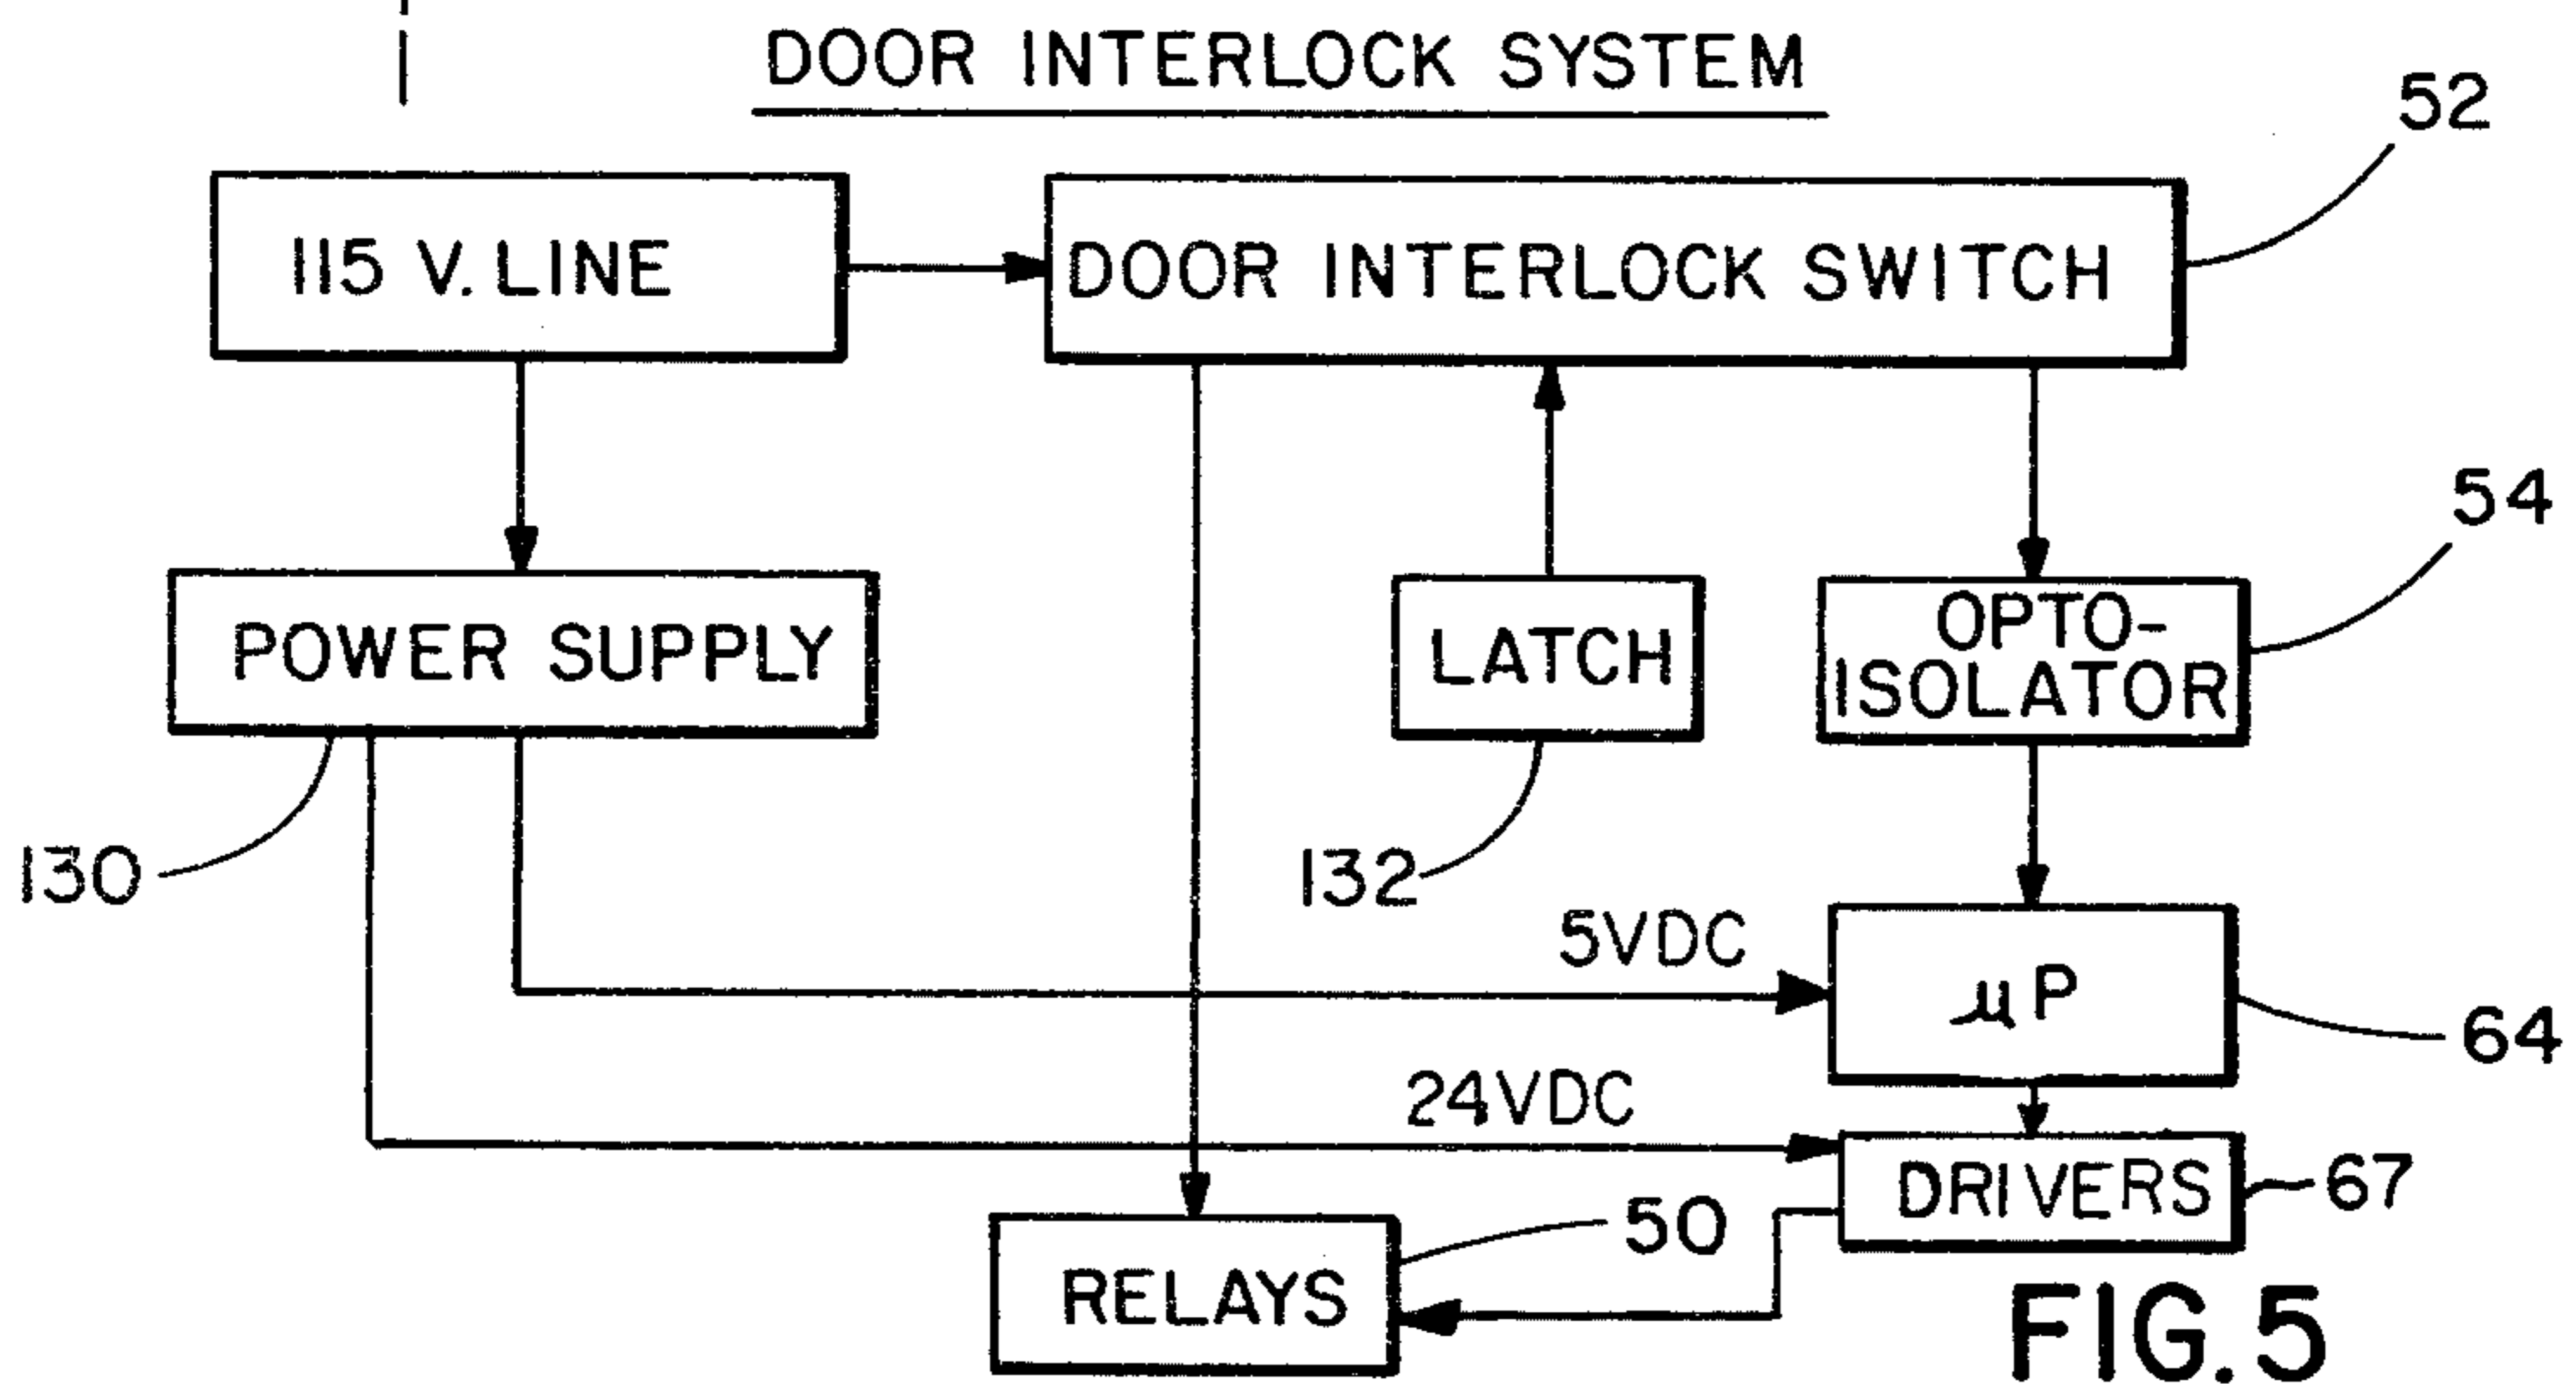 DOOR INTERLOCK SYSTEM
52
115 V. LINE
DOOR INTERLOCK SWITCH
54
POWER SUPPLY
LATCH
OPTO-
ISOLATOR
130
132
5VDC
μP
64
24VDC
DRIVERS
67
50
RELAYS
FIG. 5